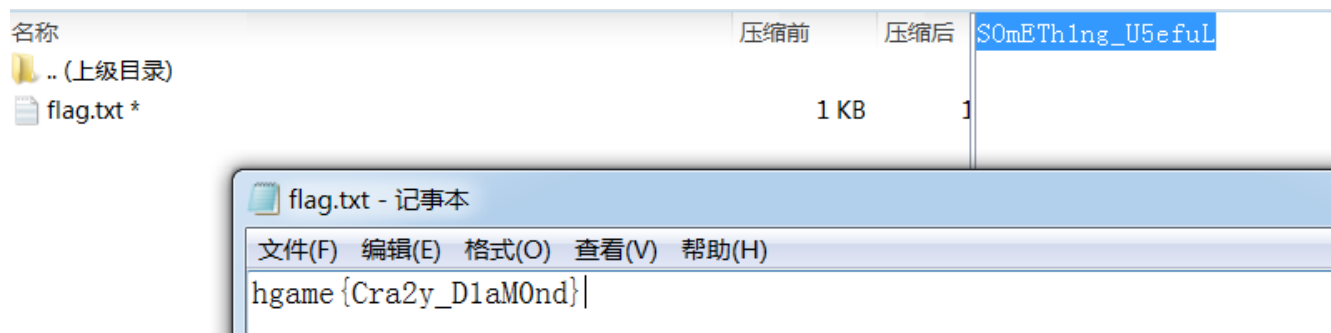 名称 压缩前 压缩后 SOmETh1ng_U5efuL
.. (上级目录)
flag.txt * 1 KB 1
flag.txt - 记事本
文件(F) 编辑(E) 格式(O) 查看(V) 帮助(H)
hgame{Cra2y_D1aM0nd}